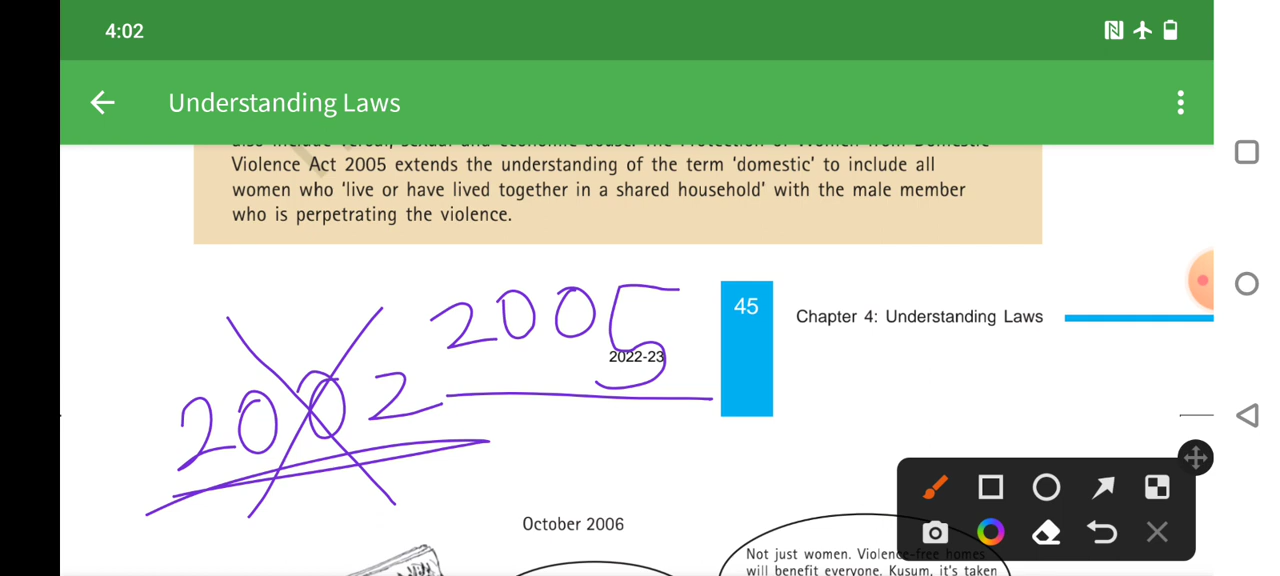 4:02
Understanding Laws
Violence Act 2005 extends the understanding of the term 'domestic' to include all
women who 'live or have lived together in a shared household' with the male member
who is perpetrating the violence.
2005
45
Chapter 4: Understanding Laws
2022-23
2002
October 2006
Not just women. Violence-free homes
will benefit everyone. Kusum, it's taken